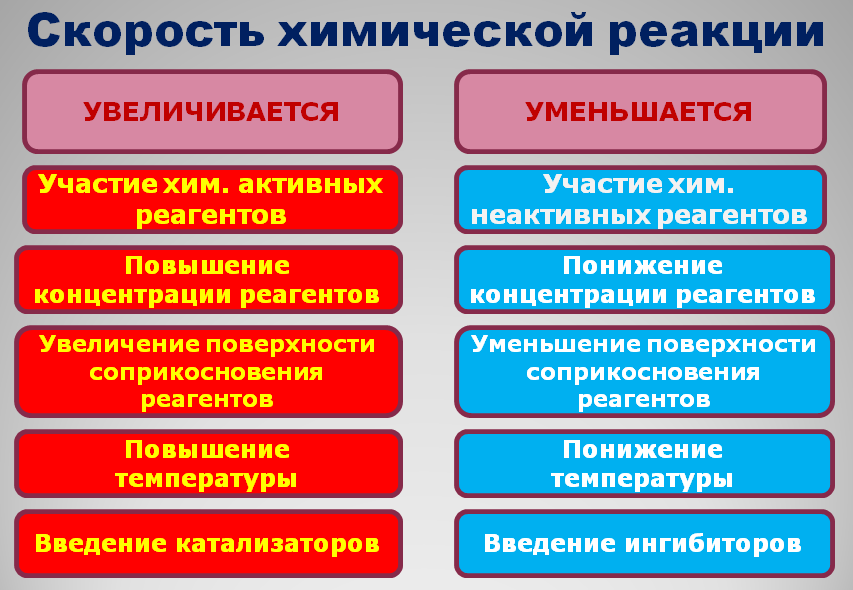 Скорость химической реакции
УВЕЛИЧИВАЕТСЯ
УМЕНЬШАЕТСЯ
Участие хим. активных
реагентов
Участие хим.
неактивных реагентов
Повышение
концентрации реагентов
Понижение
концентрации реагентов
Увеличение поверхности
соприкосновения
реагентов
Уменьшение поверхности
соприкосновения
реагентов
Повышение
температуры
Понижение
температуры
Введение катализаторов
Введение ингибиторов